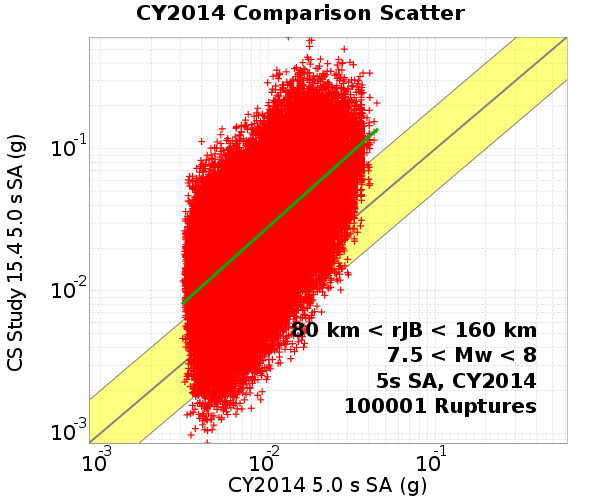 CY2014 Comparison Scatter
CS Study 15.4 5.0 s SA (g)
10-1
10-2
10-3
80 km < rJB < 160 km
7.5 < Mw < 8
5s SA, CY2014
100001 Ruptures
10-3 10-2 10-1
CY2014 5.0 s SA (g)